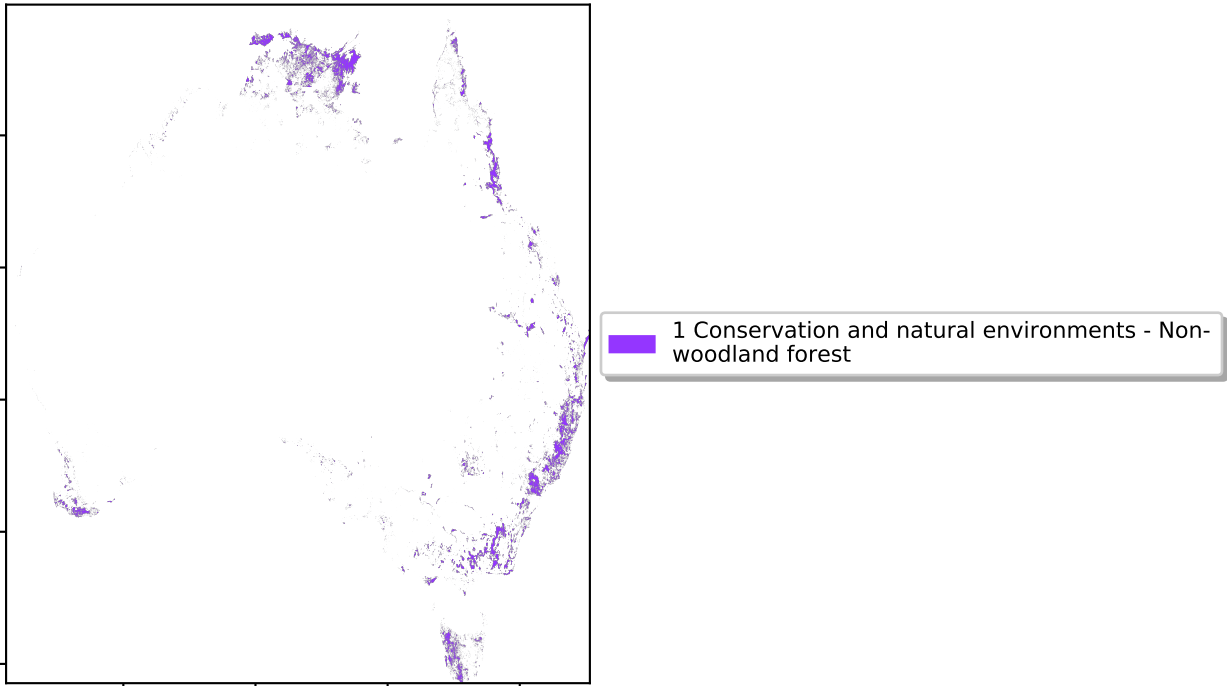 1 Conservation and natural environments - Non-
woodland forest